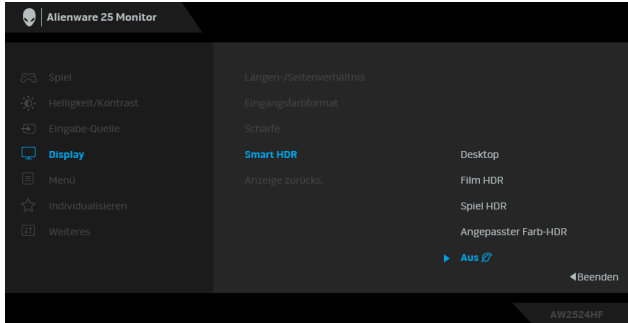 Alienware 25 Monitor
Spiel
Helligkeit/Kontrast
Eingabe-Quelle
Display
Menü
Individualisieren
Weiteres
Längen-/Seitenverhältnis
Eingangsfarbformat
Schärfe
Smart HDR
Anzeige zurücks.
Desktop
Film HDR
Spiel HDR
Angepasster Farb-HDR
Aus
Beenden
AW2524HF